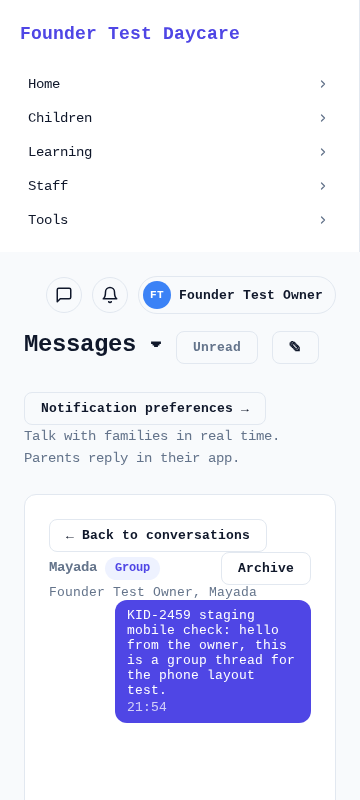 Founder Test Daycare
Home
Children
Learning
Staff
Tools
FT Founder Test Owner
Messages Unread
Notification preferences →
Talk with families in real time.
Parents reply in their app.
← Back to conversations
Mayada Group Archive
Founder Test Owner, Mayada
KID-2459 staging
mobile check: hello
from the owner, this
is a group thread for
the phone layout
test.
21:54